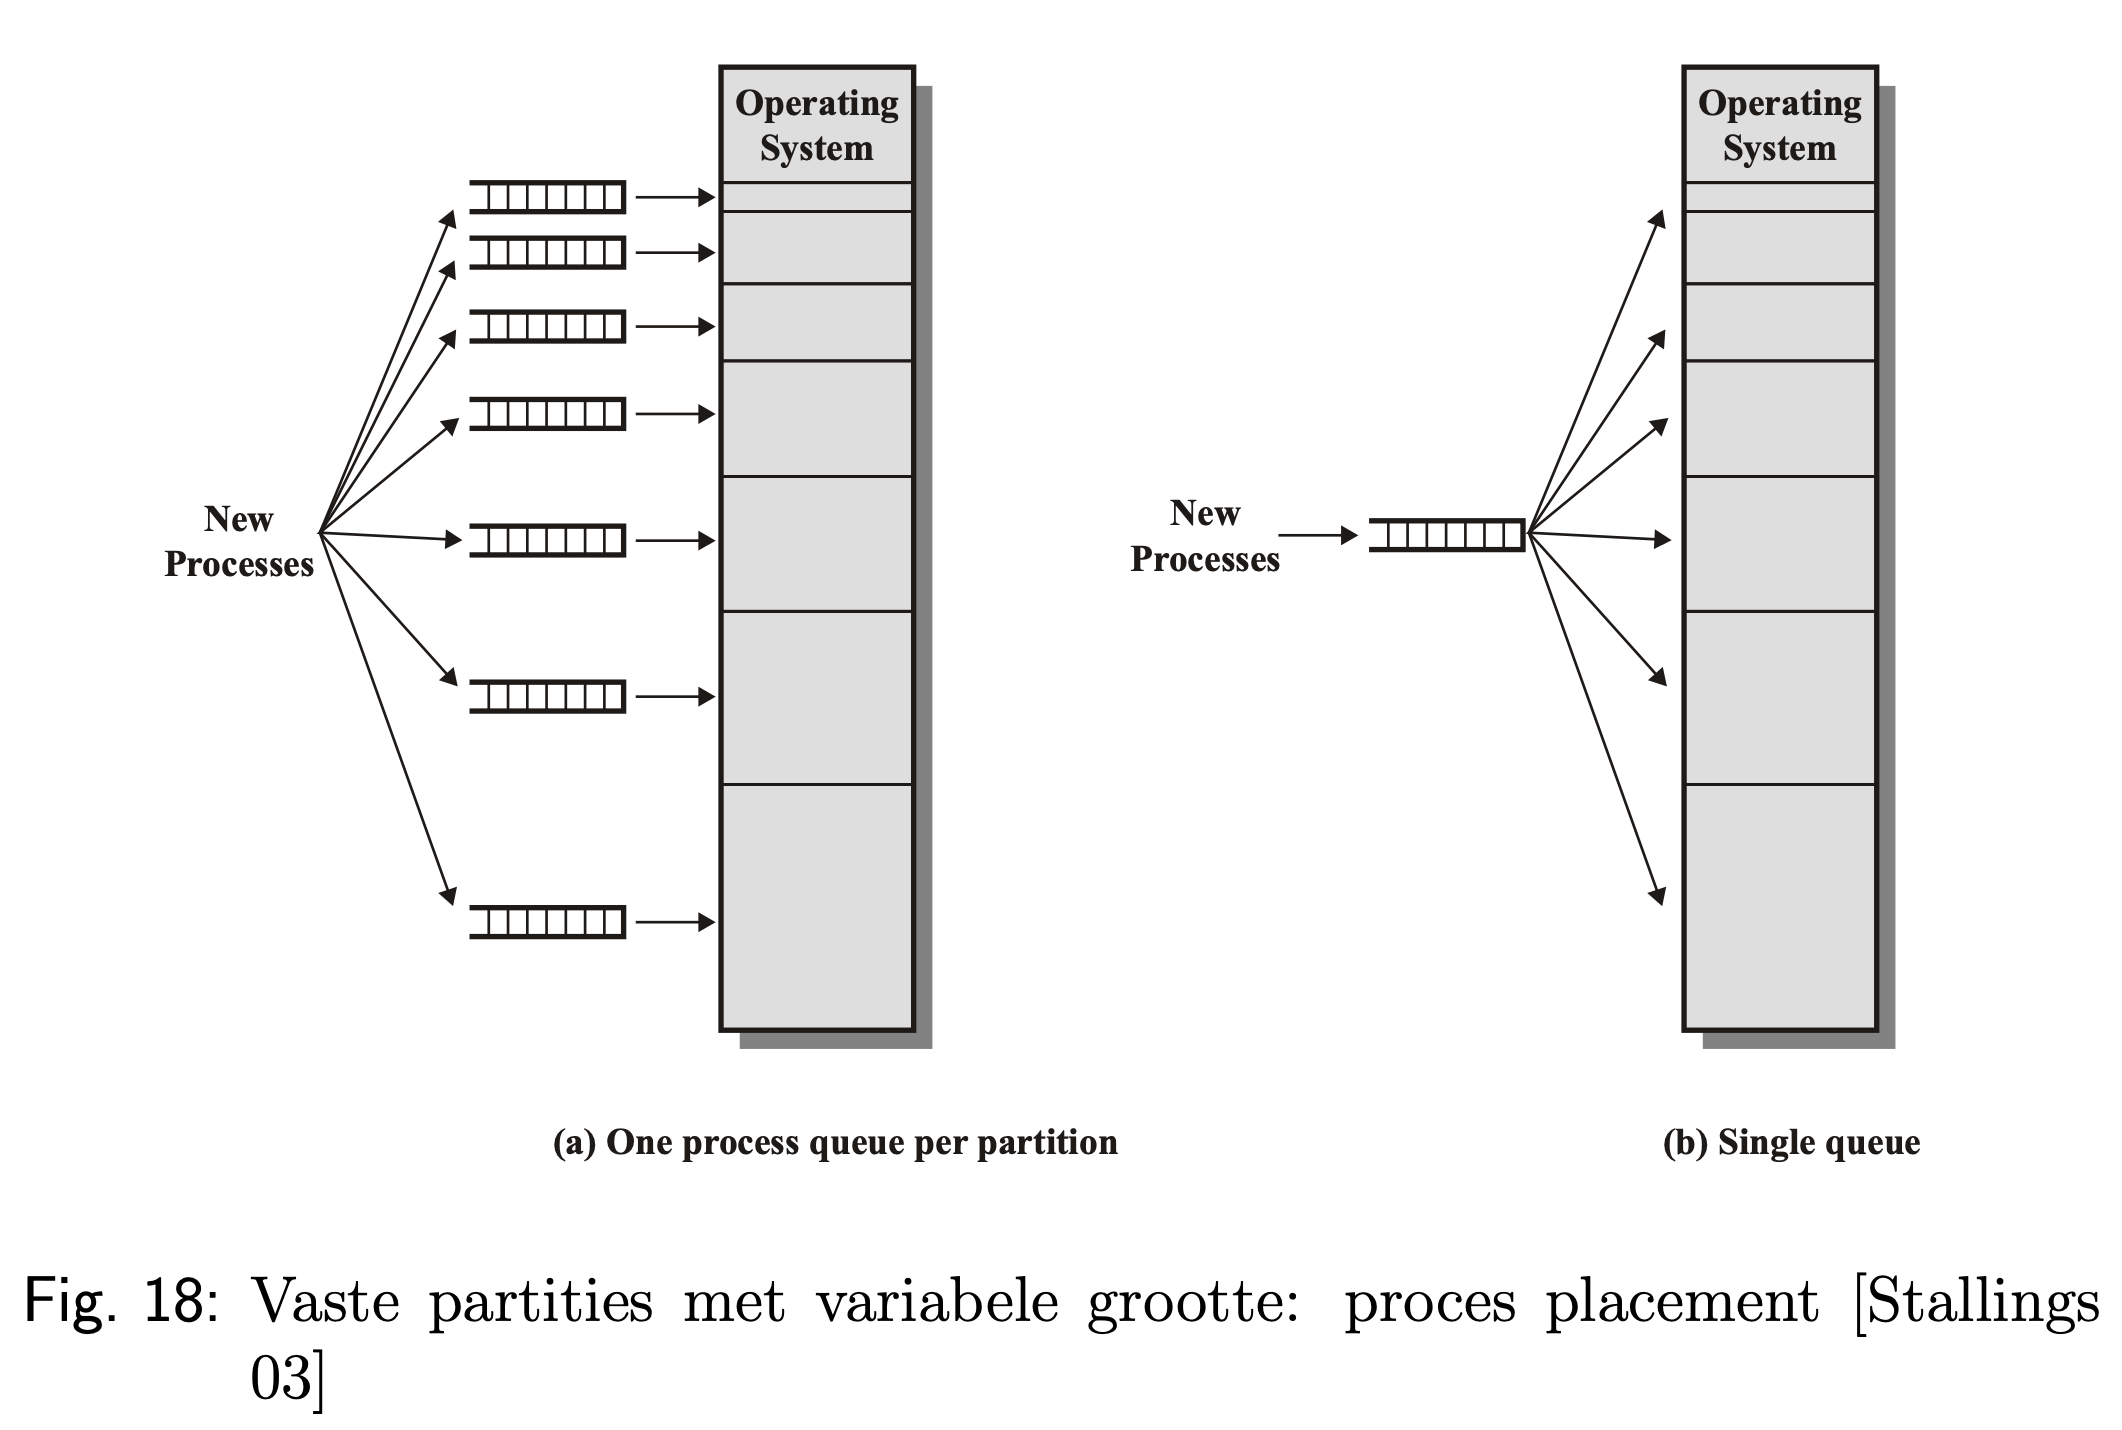 Operating
System
New
Processes
(a) One process queue per partition
Operating
System
New
Processes
(b) Single queue
Fig. 18: Vaste partities met variabele grootte: proces placement [Stallings
03]